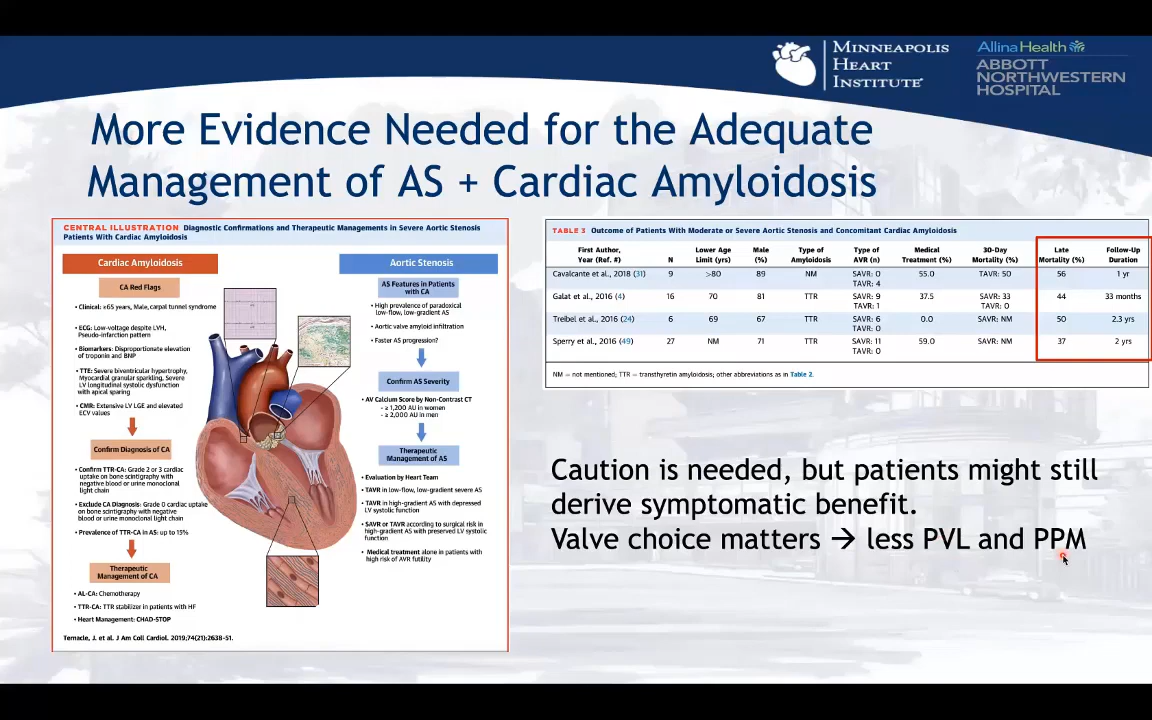 MINNEAPOLIS
HEART
INSTITUTE
AllinaHealth
ABBOTT
NORTHWESTERN
HOSPITAL
More Evidence Needed for the Adequate
Management of AS + Cardiac Amyloidosis
CENTRAL ILLUSTRATION Diagnostic Confirmations and Therapeutic Managements in Severe Aortic Stenosis
Patients With Cardiac Amyloidosis
Cardiac Amyloidosis
CA Red Flags
• Clinical: ≥65 years, Male, carpal tunnel syndrome
• ECG: Low-voltage despite LVH,
Pseudo-infarction pattern
• Biomarkers: Disproportionate elevation
of troponin and BNP
• TTE: Severe biventricular hypertrophy,
Myocardial granular sparkling, Severe
LV longitudinal systolic dysfunction
with apical sparing
• CMR: Extensive LV LGE and elevated
ECV values
Confirm Diagnosis of CA
• Confirm TTR-CA: Grade 2 or 3 cardiac
uptake on bone scintigraphy with
negative blood or urine monoclonal
light chain
• Exclude CA Diagnosis: Grade 0 cardiac uptake
on bone scintigraphy with negative
blood or urine monoclonal light chain
• Prevalence of TTR-CA in AS: up to 15%
Therapeutic
Management of CA
• AL-CA: Chemotherapy
• TTR-CA: TTR stabilizer in patients with HF
• Heart Management: CHAD-STOP
Aortic Stenosis
AS Features in Patients
with CA
• High prevalence of paradoxical
low-flow, low-gradient AS
• Aortic valve amyloid infiltration
• Faster AS progression?
Confirm AS Severity
• AV Calcium Score by Non-Contrast CT
- ≥ 1,200 AU in women
- ≥ 2,000 AU in men
Therapeutic
Management of AS
• Evaluation by Heart Team
• TAVR in low-flow, low-gradient severe AS
• TAVR in high-gradient AS with depressed
LV systolic function
• SAVR or TAVR according to surgical risk in
high-gradient AS with preserved LV systolic
function
• Medical treatment alone in patients with
high risk of AVR futility
Ternacle, J. et al. J Am Coll Cardiol. 2019;74(21):2638-51.
TABLE 3 Outcome of Patients With Moderate or Severe Aortic Stenosis and Concomitant Cardiac Amyloidosis
First Author, Lower Age Male Type of Type of Medical 30-Day Late Follow-Up
Year (Ref. #) N Limit (yrs) (%) Amyloidosis AVR (n) Treatment (%) Mortality (%) Mortality (%) Duration
Cavalcante et al., 2018 (31) 9 >80 89 NM SAVR: 0 55.0 TAVR: 50 56 1 yr
TAVR: 4
Galat et al, 2016 (4) 16 70 81 TTR SAVR: 9 37.5 SAVR: 33 44 33 months
TAVR: 1 TAVR: 0
Treibel et al., 2016 (24) 6 69 67 TTR SAVR: 6 0.0 SAVR: NM 50 2.3 yrs
TAVR: 0
Sperry et al., 2016 (49) 27 NM 71 TTR SAVR: 11 59.0 SAVR: NM 37 2 yrs
TAVR: 0
NM = not mentioned; TTR = transthyretin amyloidosis; other abbreviations as in Table 2.
Caution is needed, but patients might still
derive symptomatic benefit.
Valve choice matters → less PVL and PPM